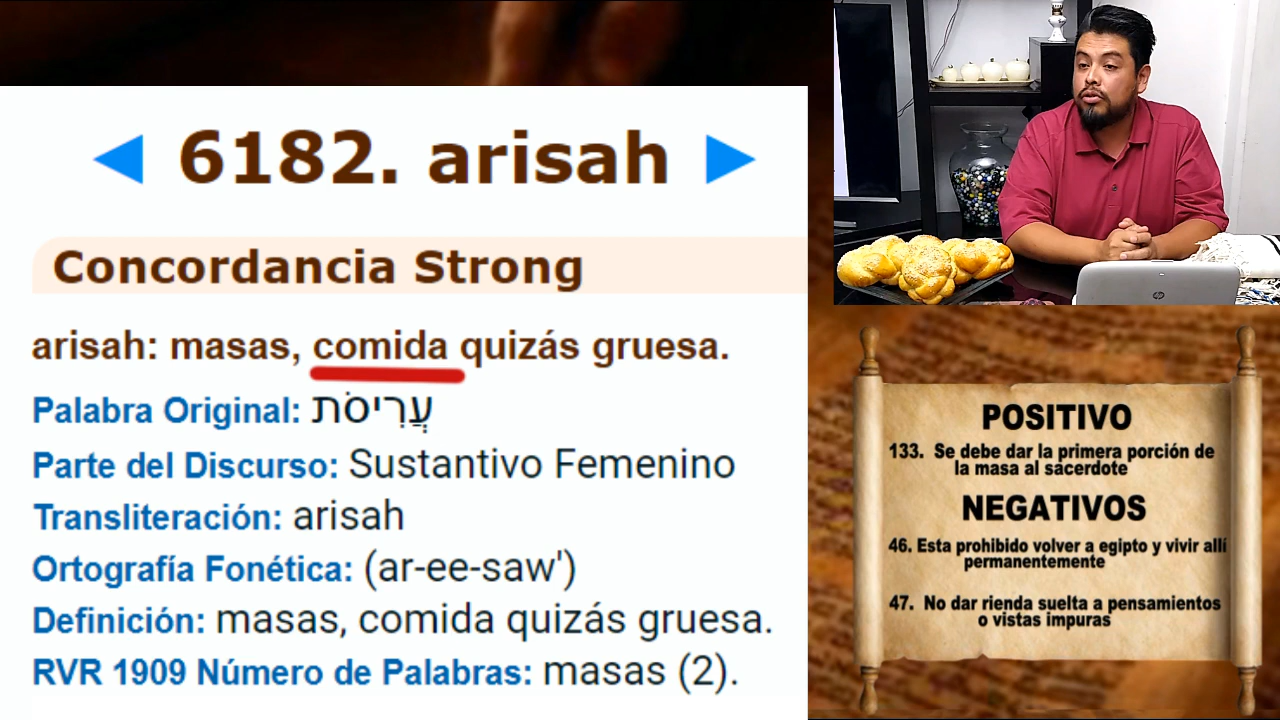 6182. arisah
Concordancia Strong
arisah: masas, comida quizás gruesa.
Palabra Original: עֲרִיסֹת
Parte del Discurso: Sustantivo Femenino
Transliteración: arisah
Ortografía Fonética: (ar-ee-saw')
Definición: masas, comida quizás gruesa.
RVR 1909 Número de Palabras: masas (2).
hp
POSITIVO
133. Se debe dar la primera porción de
la masa al sacerdote
NEGATIVOS
46. Esta prohibido volver a egipto y vivir allí
permanentemente
47. No dar rienda suelta a pensamientos
o vistas impuras